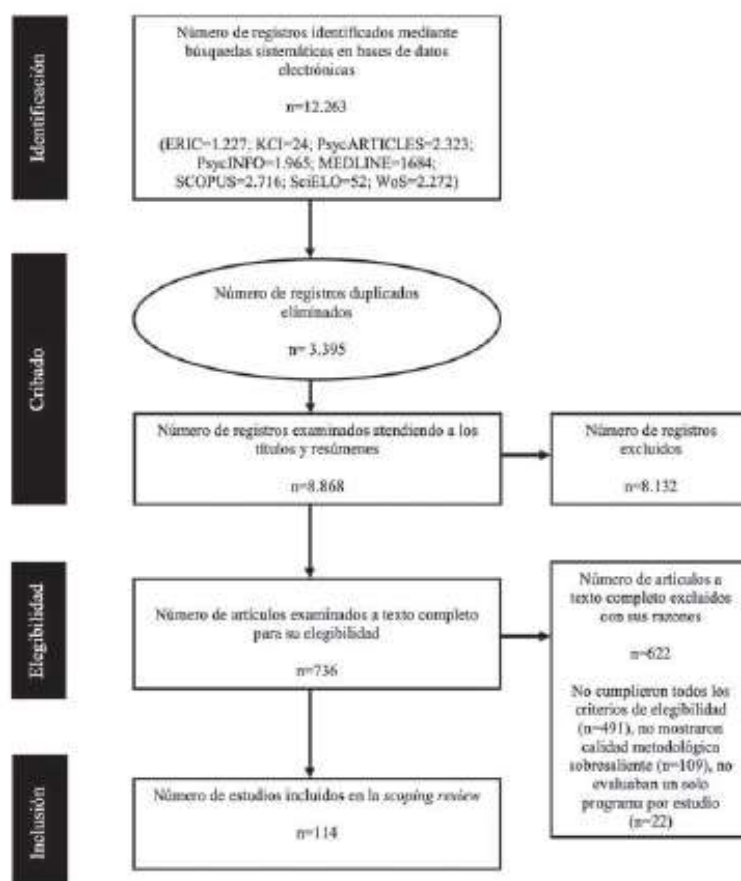 Identificación
Número de registros identificados mediante
búsquedas sistemáticas en bases de datos
electrónicas
n=12.263
(ERIC=1.227; KCI=24; PsycARTICLES=2.323;
PsycINFO=1.965; MEDLINE=1684;
SCOPUS=2.716; SciELO=52; WoS=2.272)
Cribado
Número de registros duplicados
eliminados
n= 3.395
Número de registros examinados atendiendo a los
títulos y resúmenes
n=8.868
Número de registros
excluidos
n=8.132
Elegibilidad
Número de artículos examinados a texto completo
para su elegibilidad
n=736
Número de artículos a
texto completo excluidos
con sus razones
n=622
No cumplieron todos los
criterios de elegibilidad
(n=491), no mostraron
calidad metodológica
sobresaliente (n=109), no
evaluaban un solo
programa por estudio
(n=22)
Inclusión
Número de estudios incluidos en la scoping review
n=114